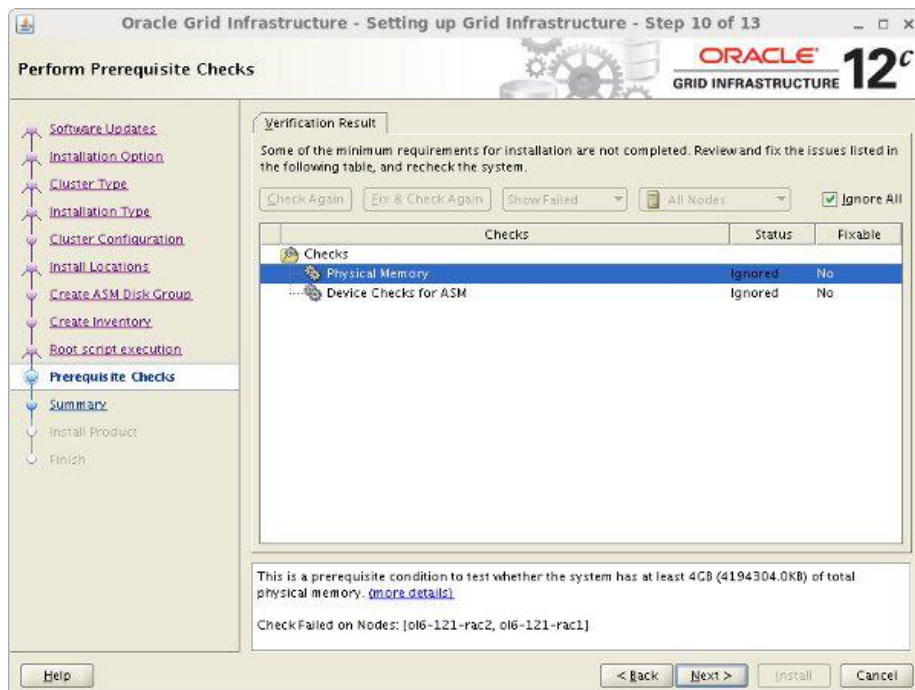 Oracle Grid Infrastructure - Setting up Grid Infrastructure - Step 10 of 13
Perform Prerequisite Checks
ORACLE
GRID INFRASTRUCTURE
12c
Software Updates
Installation Option
Cluster Type
Installation Type
Cluster Configuration
Install Locations
Create ASM Disk Group
Create Inventory
Root script execution
Prerequisite Checks
Summary
Install Product
Finish
Verification Result
Some of the minimum requirements for installation are not completed. Review and fix the issues listed in
the following table, and recheck the system.
Check Again Fix & Check Again Show Failed All Nodes Ignore All
Checks Status Fixable
Checks
Physical Memory Ignored No
Device Checks for ASM Ignored No
This is a prerequisite condition to test whether the system has at least 4GB (4194304.0KB) of total
physical memory. (more details)
Check Failed on Nodes: [ol6-121-rac2, ol6-121-rac1]
Help < Back Next > Install Cancel